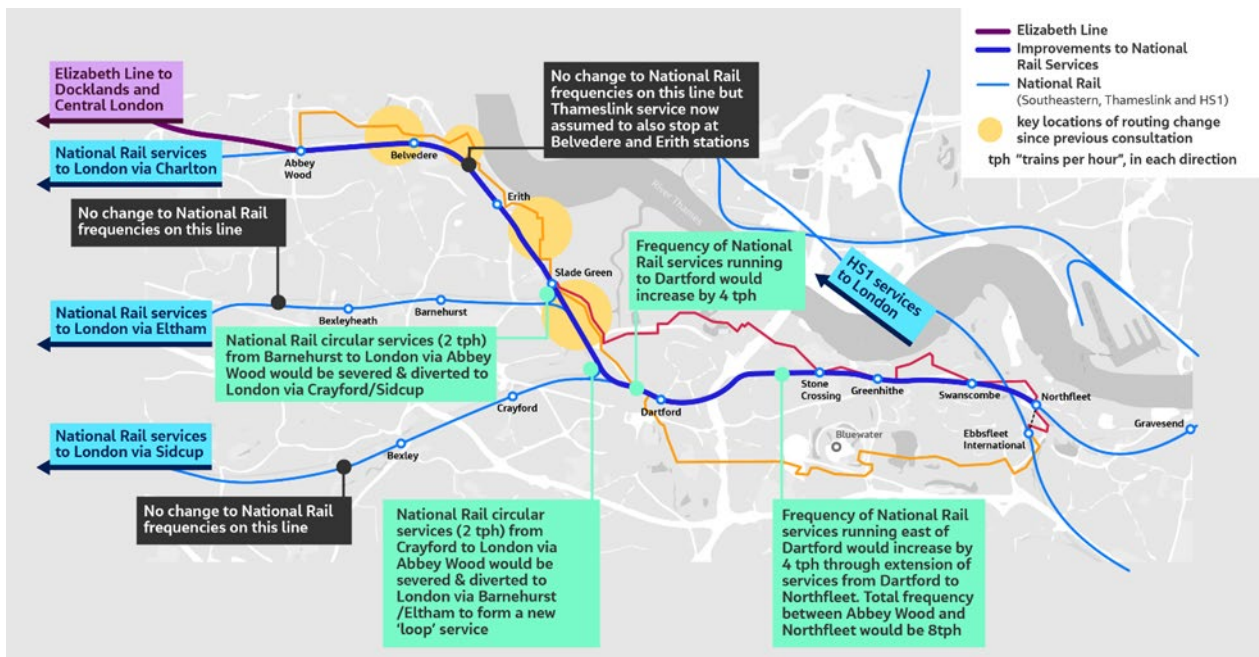 Elizabeth Line
Improvements to National
Rail Services
National Rail
(Southeastern, Thameslink and HS1)
key locations of routing change
since previous consultation
tph "trains per hour", in each direction
Elizabeth Line to
Docklands and
Central London
No change to National Rail
frequencies on this line but
Thameslink service now
assumed to also stop at
Belvedere and Erith stations
National Rail services
to London via Charlton
Abbey
Wood
Belvedere
Erith
River Thames
No change to National Rail
frequencies on this line
Slade Green
Frequency of National
Rail services running
to Dartford would
increase by 4 tph
HS1 services
to London
National Rail services
to London via Eltham
Bexleyheath
Barnehurst
National Rail circular services (2 tph)
from Barnehurst to London via Abbey
Wood would be severed & diverted to
London via Crayford/Sidcup
Crayford
Dartford
Stone
Crossing
Greenhithe
Swanscombe
Northfleet
Gravesend
Ebbsfleet
International
Bluewater
National Rail services
to London via Sidcup
Bexley
No change to National Rail
frequencies on this line
National Rail circular
services (2 tph) from
Crayford to London via
Abbey Wood would be
severed & diverted to
London via Barnehurst
/Eltham to form a new
'loop' service
Frequency of National Rail
services running east of
Dartford would increase by
4 tph through extension of
services from Dartford to
Northfleet. Total frequency
between Abbey Wood and
Northfleet would be 8tph